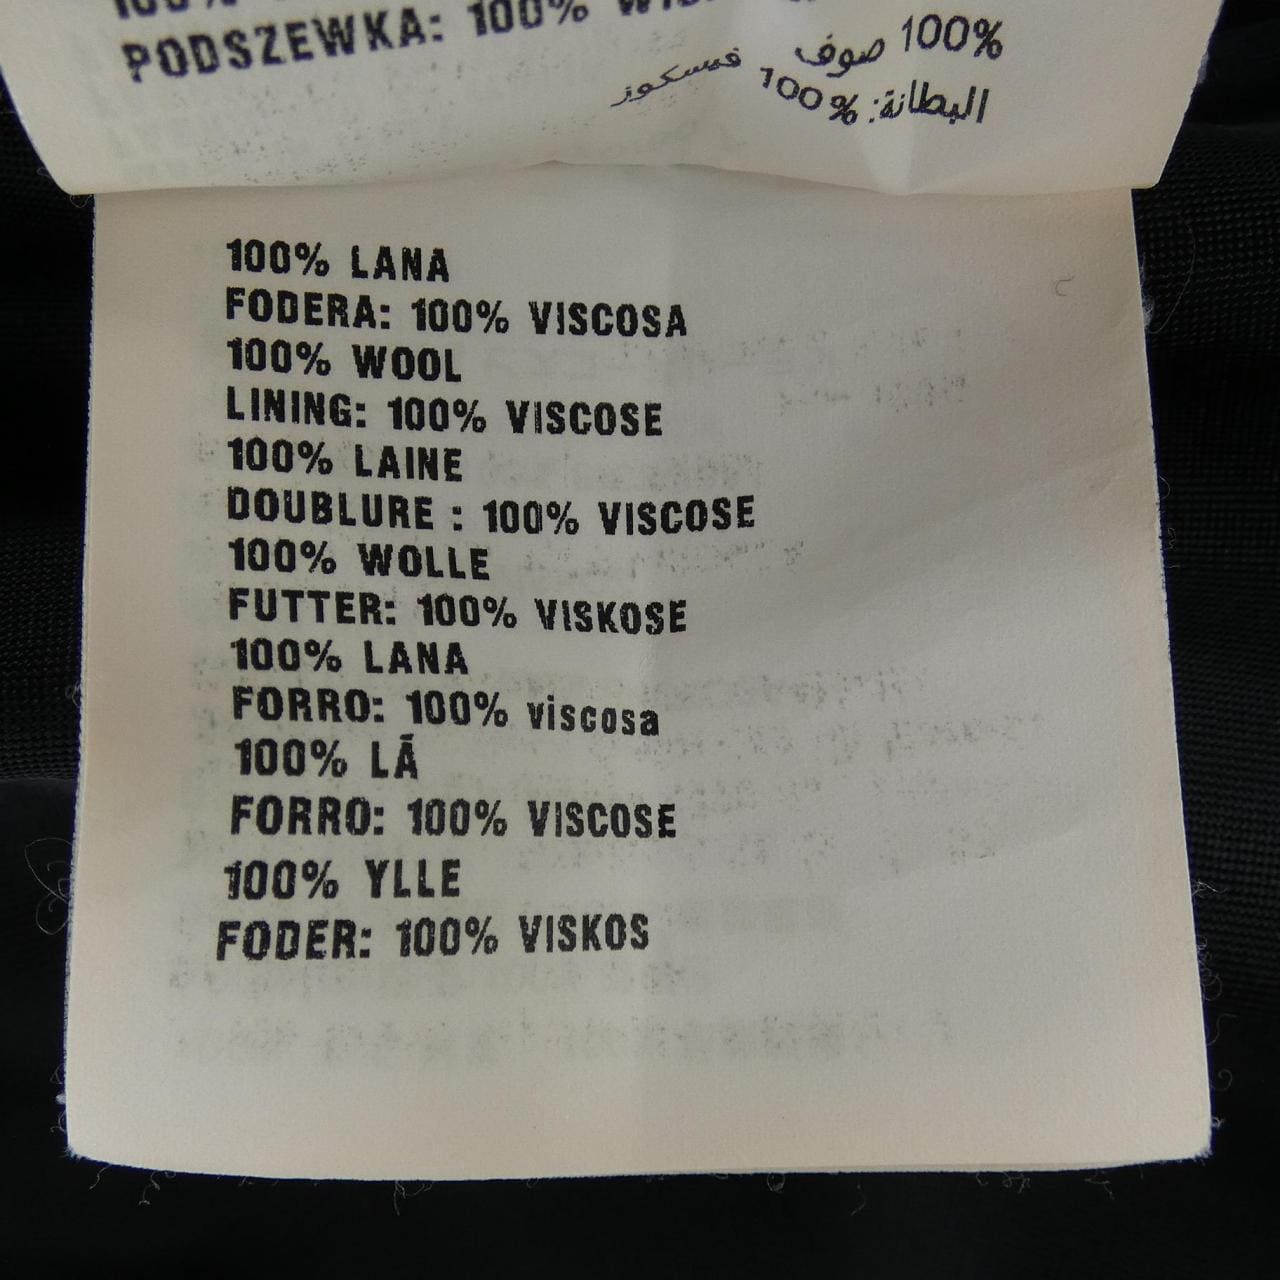 100%
PODSZEWKA: 100%
100% صوف
البطانة: 100% فيسكوز
100% LANA
FODERA: 100% VISCOSA
100% WOOL
LINING: 100% VISCOSE
100% LAINE
DOUBLURE : 100% VISCOSE
100% WOLLE
FUTTER: 100% VISKOSE
100% LANA
FORRO: 100% viscosa
100% LÃ
FORRO: 100% VISCOSE
100% YLLE
FODER: 100% VISKOS